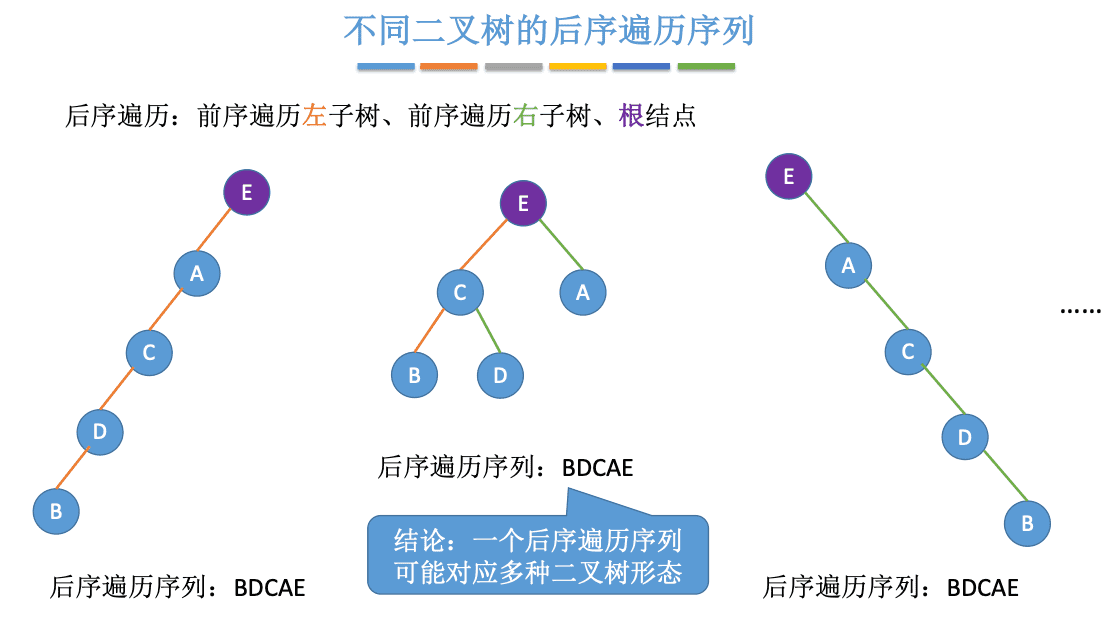 不同二叉树的后序遍历序列
后序遍历：前序遍历左子树、前序遍历右子树、根结点
E
A
C
D
B
后序遍历序列：BDCAE
E
C
A
B
D
后序遍历序列：BDCAE
结论：一个后序遍历序列
可能对应多种二叉树形态
E
A
C
D
B
后序遍历序列：BDCAE
……